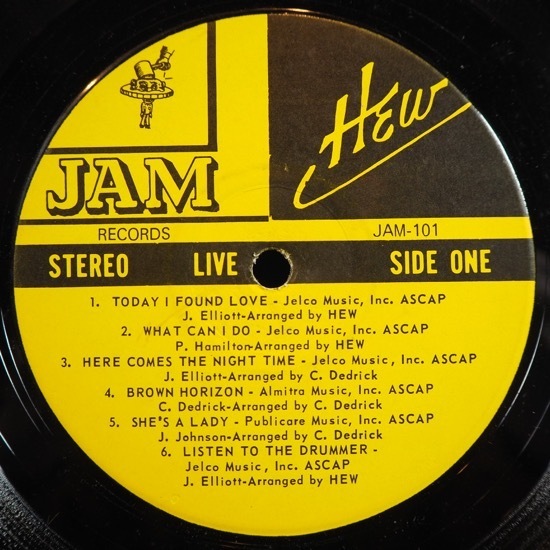 Hew
JAM
RECORDS
JAM-101
STEREO LIVE SIDE ONE
1. TODAY I FOUND LOVE - Jelco Music, Inc. ASCAP
J. Elliott-Arranged by HEW
2. WHAT CAN I DO - Jelco Music, Inc. ASCAP
P. Hamilton-Arranged by HEW
3. HERE COMES THE NIGHT TIME - Jelco Music, Inc. ASCAP
J. Elliott-Arranged by C. Dedrick
4. BROWN HORIZON - Almitra Music, Inc. ASCAP
C. Dedrick-Arranged by C. Dedrick
5. SHE'S A LADY - Publicare Music, Inc. ASCAP
J. Johnson-Arranged by C. Dedrick
6. LISTEN TO THE DRUMMER -
Jelco Music, Inc. ASCAP
J. Elliott-Arranged by HEW